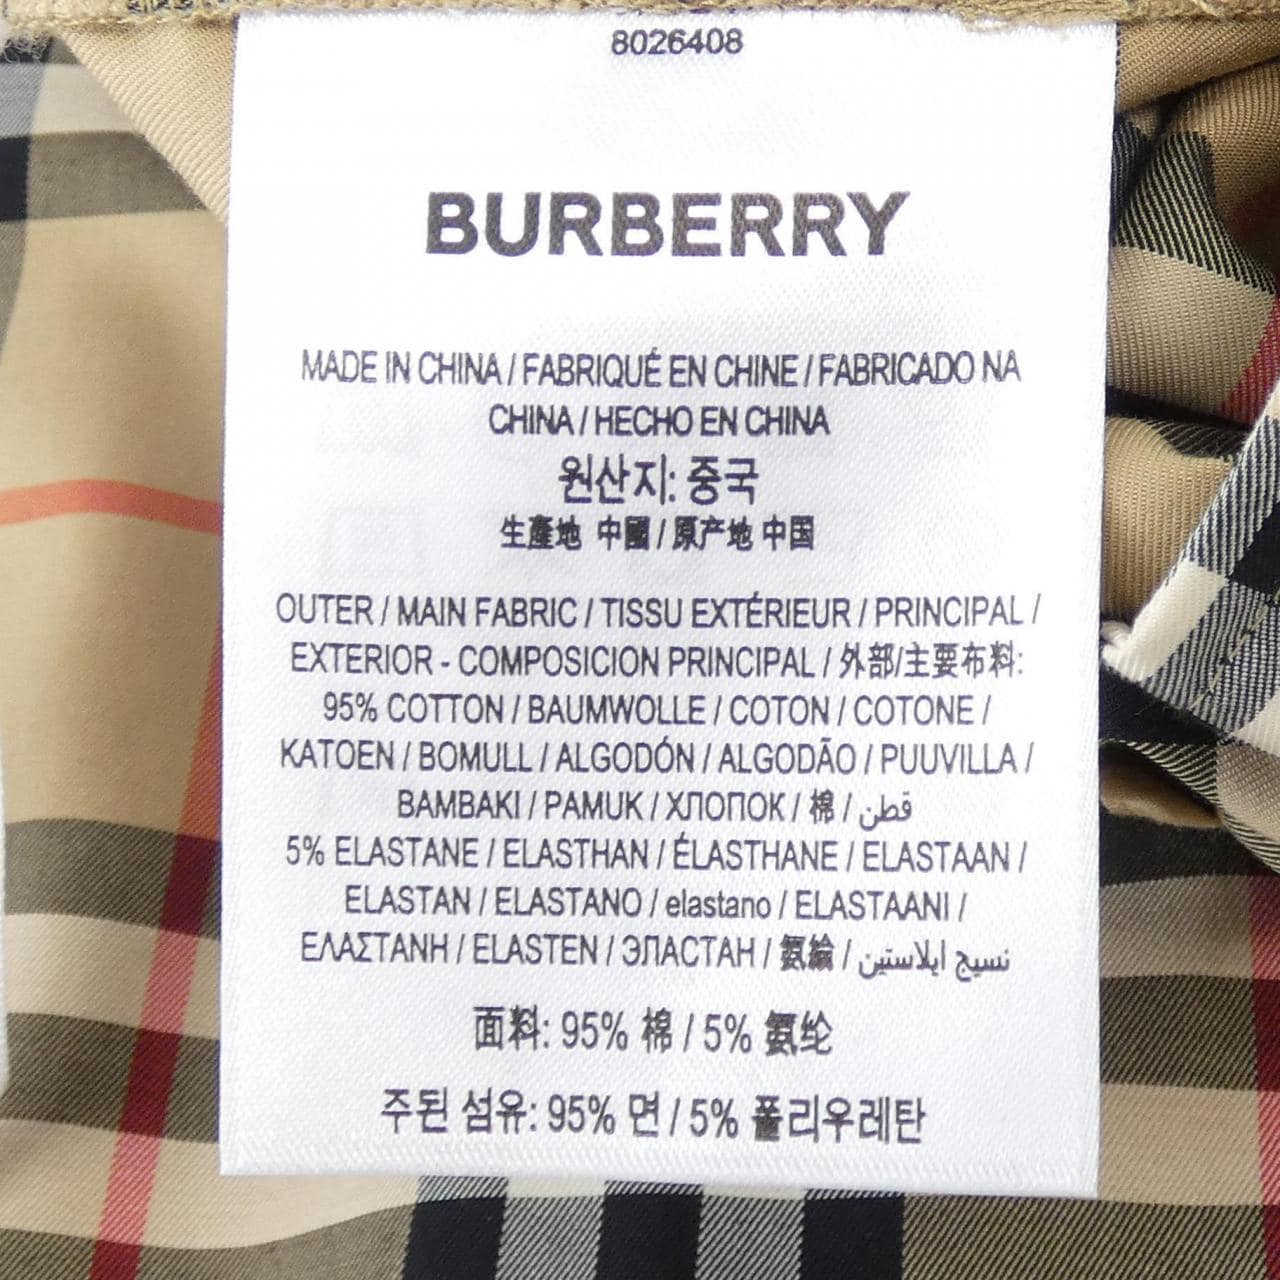 8026408
BURBERRY
MADE IN CHINA / FABRIQUÉ EN CHINE / FABRICADO NA
CHINA / HECHO EN CHINA
원산지: 중국
生產地 中國 / 原产地 中国
OUTER / MAIN FABRIC / TISSU EXTÉRIEUR / PRINCIPAL /
EXTERIOR - COMPOSICION PRINCIPAL / 外部/主要布料:
95% COTTON / BAUMWOLLE / COTON / COTONE /
KATOEN / BOMULL / ALGODÓN / ALGODÃO / PUUVILLA /
BAMBAKI / PAMUK / ХЛОПОК / 棉 / قطن
5% ELASTANE / ELASTHAN / ÉLASTHANE / ELASTAAN /
ELASTAN / ELASTANO / elastano / ELASTAANI /
ΕΛΑΣΤΑΝΗ / ELASTEN / ЭЛАСТАН / 氨綸 / نسيج ايلاستين
面料: 95% 棉 / 5% 氨纶
주된 섬유: 95% 면 / 5% 폴리우레탄